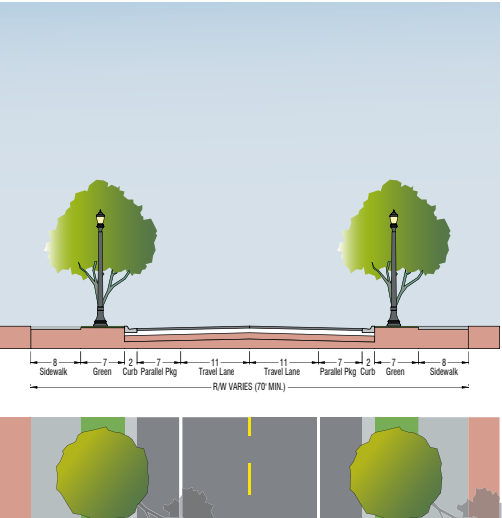 8 7 2 7 11 11 7 2 7 8
Sidewalk Green Curb Parallel Pkg Travel Lane Travel Lane Parallel Pkg Curb Green Sidewalk
R/W VARIES (70' MIN.)